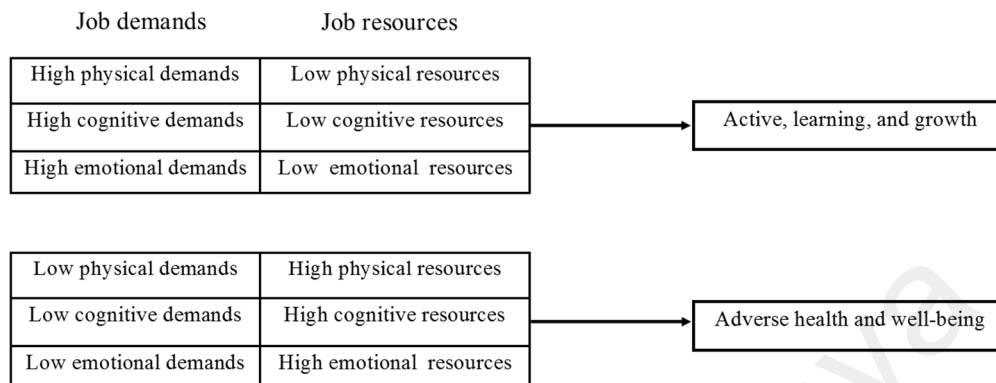 Job demands Job resources
High physical demands Low physical resources
High cognitive demands Low cognitive resources
Active, learning, and growth
High emotional demands Low emotional resources
Low physical demands High physical resources
Low cognitive demands High cognitive resources
Adverse health and well-being
Low emotional demands High emotional resources